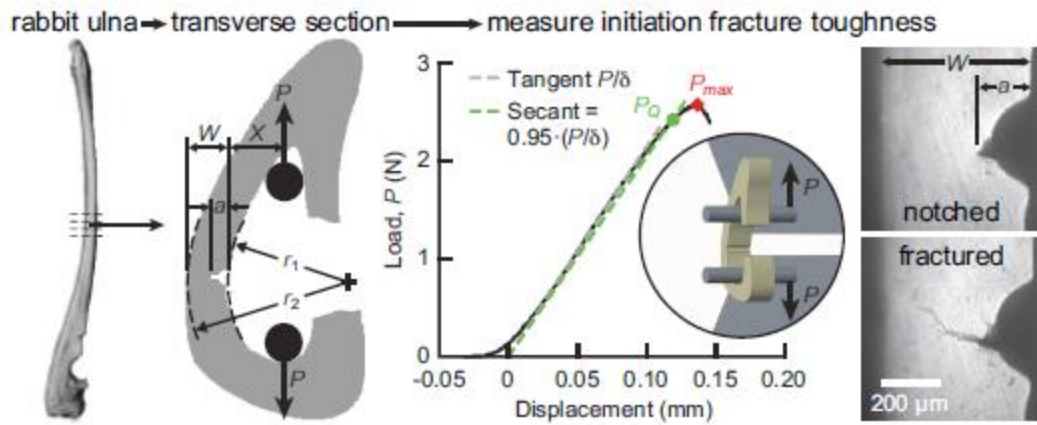 rabbit ulna transverse section measure initiation fracture toughness
P
W
X
a
r1
r2
P
3
2
1
0
Load, P (N)
-0.05
0
0.05
0.10
0.15
0.20
Displacement (mm)
Tangent P/δ
Secant =
0.95·(P/δ)
PQ
Pmax
P
P
W
a
notched
fractured
200 µm